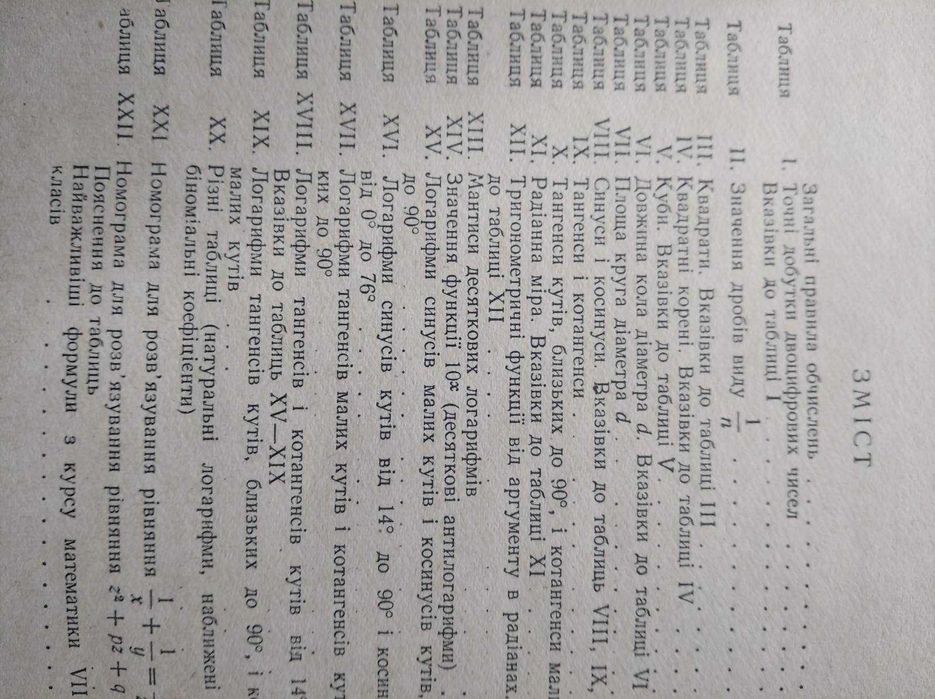 ЗМІСТ
Загальні правила обчислень
Таблиця I. Точні добутки двоцифрових чисел
Вказівки до таблиці I
Таблиця II. Значення дробів виду 1/n
Таблиця III. Квадрати. Вказівки до таблиці III
Таблиця IV. Квадратні корені. Вказівки до таблиці IV
Таблиця V. Куби. Вказівки до таблиці V
Таблиця VI. Довжина кола діаметра d. Вказівки до таблиці VI
Таблиця VII. Площа круга діаметра d
Таблиця VIII. Синуси і косинуси. Вказівки до таблиць VIII, IX,
Таблиця IX. Тангенси і котангенси
Таблиця X. Тангенси кутів, близьких до 90°, і котангенси мали
Таблиця XI. Радіанна міра. Вказівки до таблиці XI
Таблиця XII. Тригонометричні функції від аргументу в радіанах.
до таблиці XII
Таблиця XIII. Мантиси десяткових логарифмів
Таблиця XIV. Значення функції 10ˣ (десяткові антилогарифми)
Таблиця XV. Логарифми синусів малих кутів і косинусів кутів,
до 90°
Таблиця XVI. Логарифми синусів кутів від 14° до 90° і косин
від 0° до 76°
Таблиця XVII. Логарифми тангенсів малих кутів і котангенсів кут
ких до 90°
Таблиця XVIII. Логарифми тангенсів і котангенсів кутів від 14°
Вказівки до таблиць XV—XIX
Таблиця XIX. Логарифми тангенсів кутів, близьких до 90°, і к
малих кутів
Таблиця XX. Різні таблиці (натуральні логарифми, наближені
біноміальні коефіцієнти)
Таблиця XXI. Номограма для розв'язування рівняння 1/x + 1/y =
аблиця XXII. Номограма для розв'язування рівняння z² + pz + q
Пояснення до таблиць
Найважливіші формули з курсу математики VII
класів